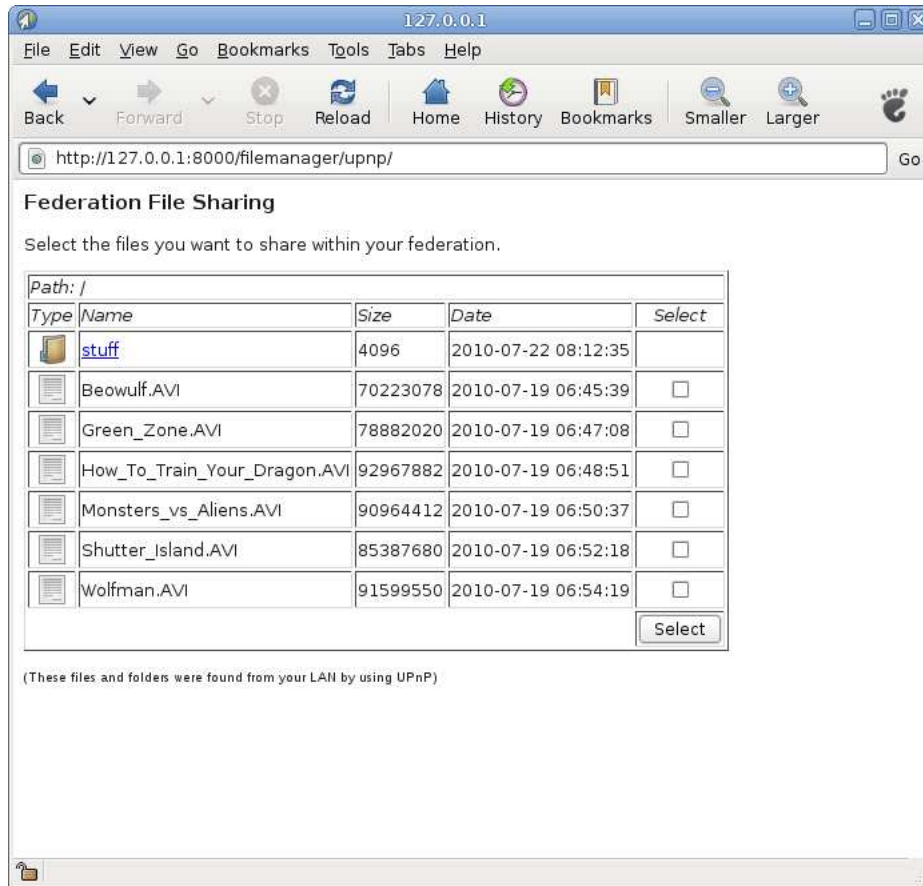 127.0.0.1
File Edit View Go Bookmarks Tools Tabs Help
Back Forward Stop Reload Home History Bookmarks Smaller Larger
http://127.0.0.1:8000/filemanager/upnp/ Go
Federation File Sharing
Select the files you want to share within your federation.
Path: /
Type Name Size Date Select
stuff 4096 2010-07-22 08:12:35
Beowulf.AVI 70223078 2010-07-19 06:45:39
Green_Zone.AVI 78882020 2010-07-19 06:47:08
How_To_Train_Your_Dragon.AVI 92967882 2010-07-19 06:48:51
Monsters_vs_Aliens.AVI 90964412 2010-07-19 06:50:37
Shutter_Island.AVI 85387680 2010-07-19 06:52:18
Wolfman.AVI 91599550 2010-07-19 06:54:19
Select
(These files and folders were found from your LAN by using UPnP)